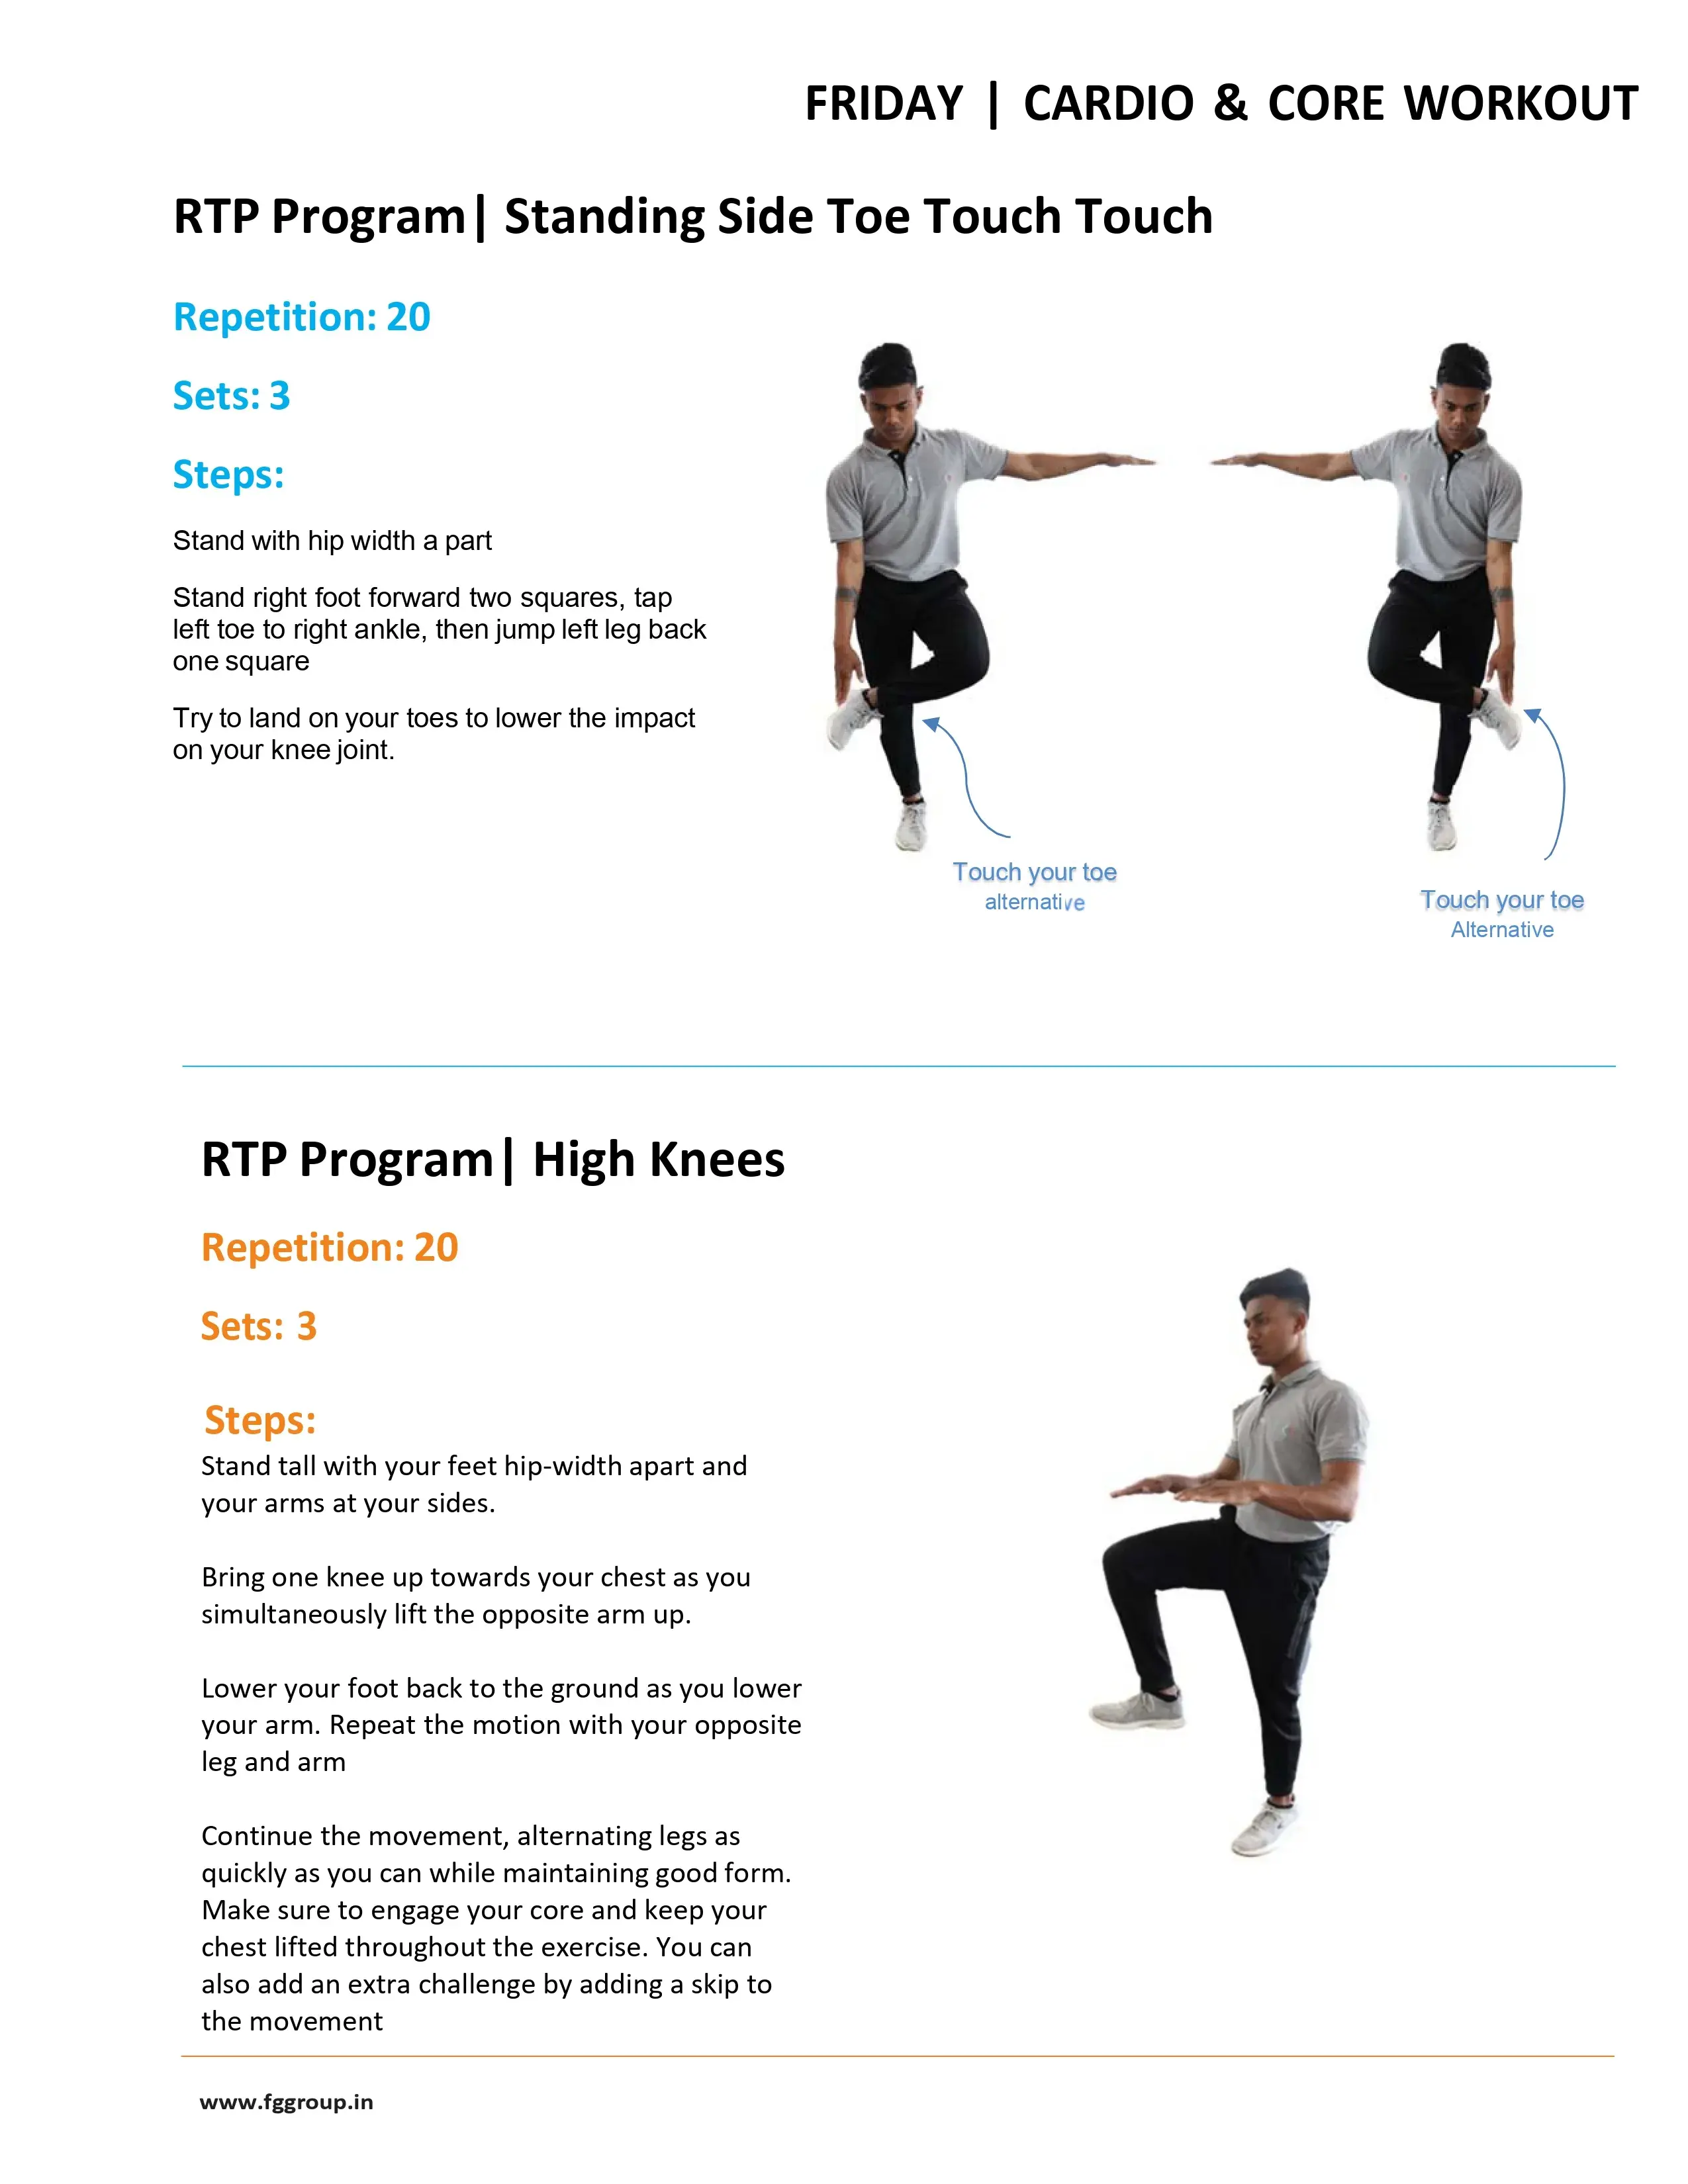 FRIDAY | CARDIO & CORE WORKOUT
RTP Program| Standing Side Toe Touch Touch
Repetition: 20
Sets: 3
Steps:
Stand with hip width a part
Stand right foot forward two squares, tap
left toe to right ankle, then jump left leg back
one square
Try to land on your toes to lower the impact
on your knee joint.
Touch your toe
alternative
Touch your toe
Alternative
RTP Program| High Knees
Repetition: 20
Sets: 3
Steps:
Stand tall with your feet hip-width apart and
your arms at your sides.
Bring one knee up towards your chest as you
simultaneously lift the opposite arm up.
Lower your foot back to the ground as you lower
your arm. Repeat the motion with your opposite
leg and arm
Continue the movement, alternating legs as
quickly as you can while maintaining good form.
Make sure to engage your core and keep your
chest lifted throughout the exercise. You can
also add an extra challenge by adding a skip to
the movement
www.fggroup.in